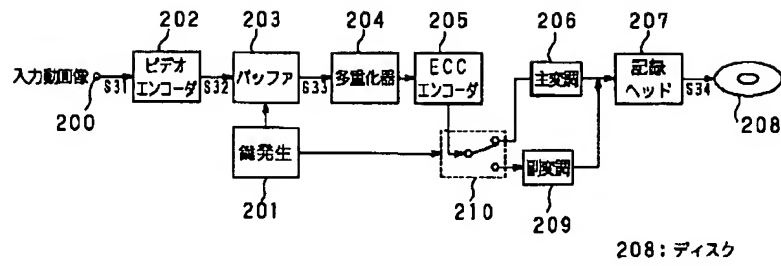 202
203
204
205
206
207
入力動画像
S31
ビデオ
エンコーダ
S32
バッファ
S33
多重化器
ECC
エンコーダ
主変調
記録
ヘッド
S34
200
208
鍵発生
副変調
201
210
209
208:ディスク